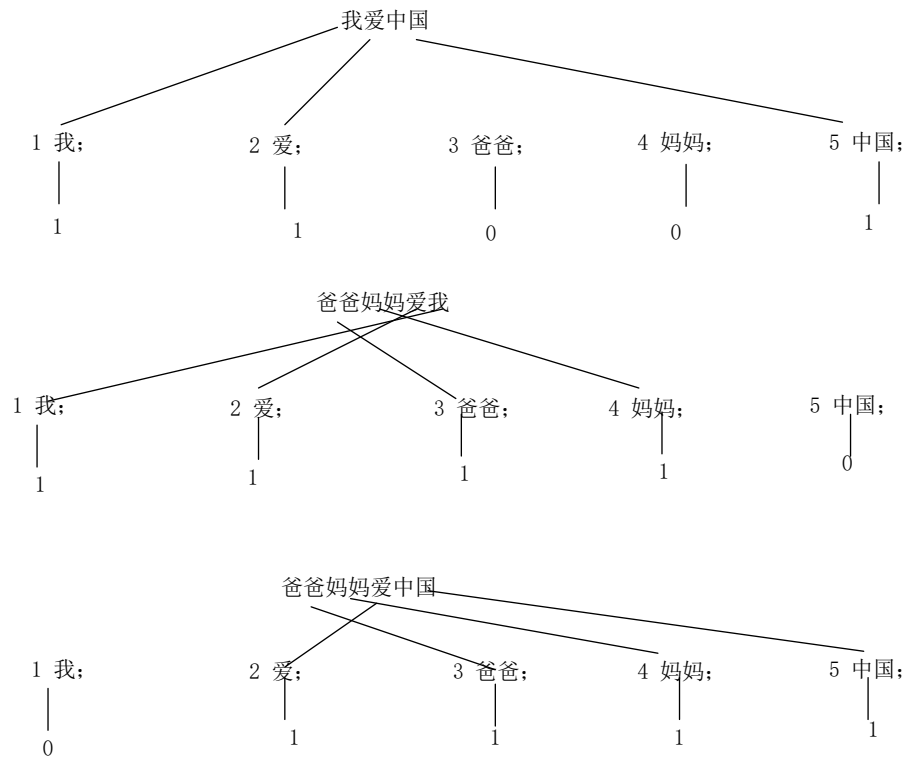 我爱中国
1 我; 2 爱; 3 爸爸; 4 妈妈; 5 中国;
1 1 0 0 1
爸爸妈妈爱我
1 我; 2 爱; 3 爸爸; 4 妈妈; 5 中国;
1 1 1 1 0
爸爸妈妈爱中国
1 我; 2 爱; 3 爸爸; 4 妈妈; 5 中国;
0 1 1 1 1